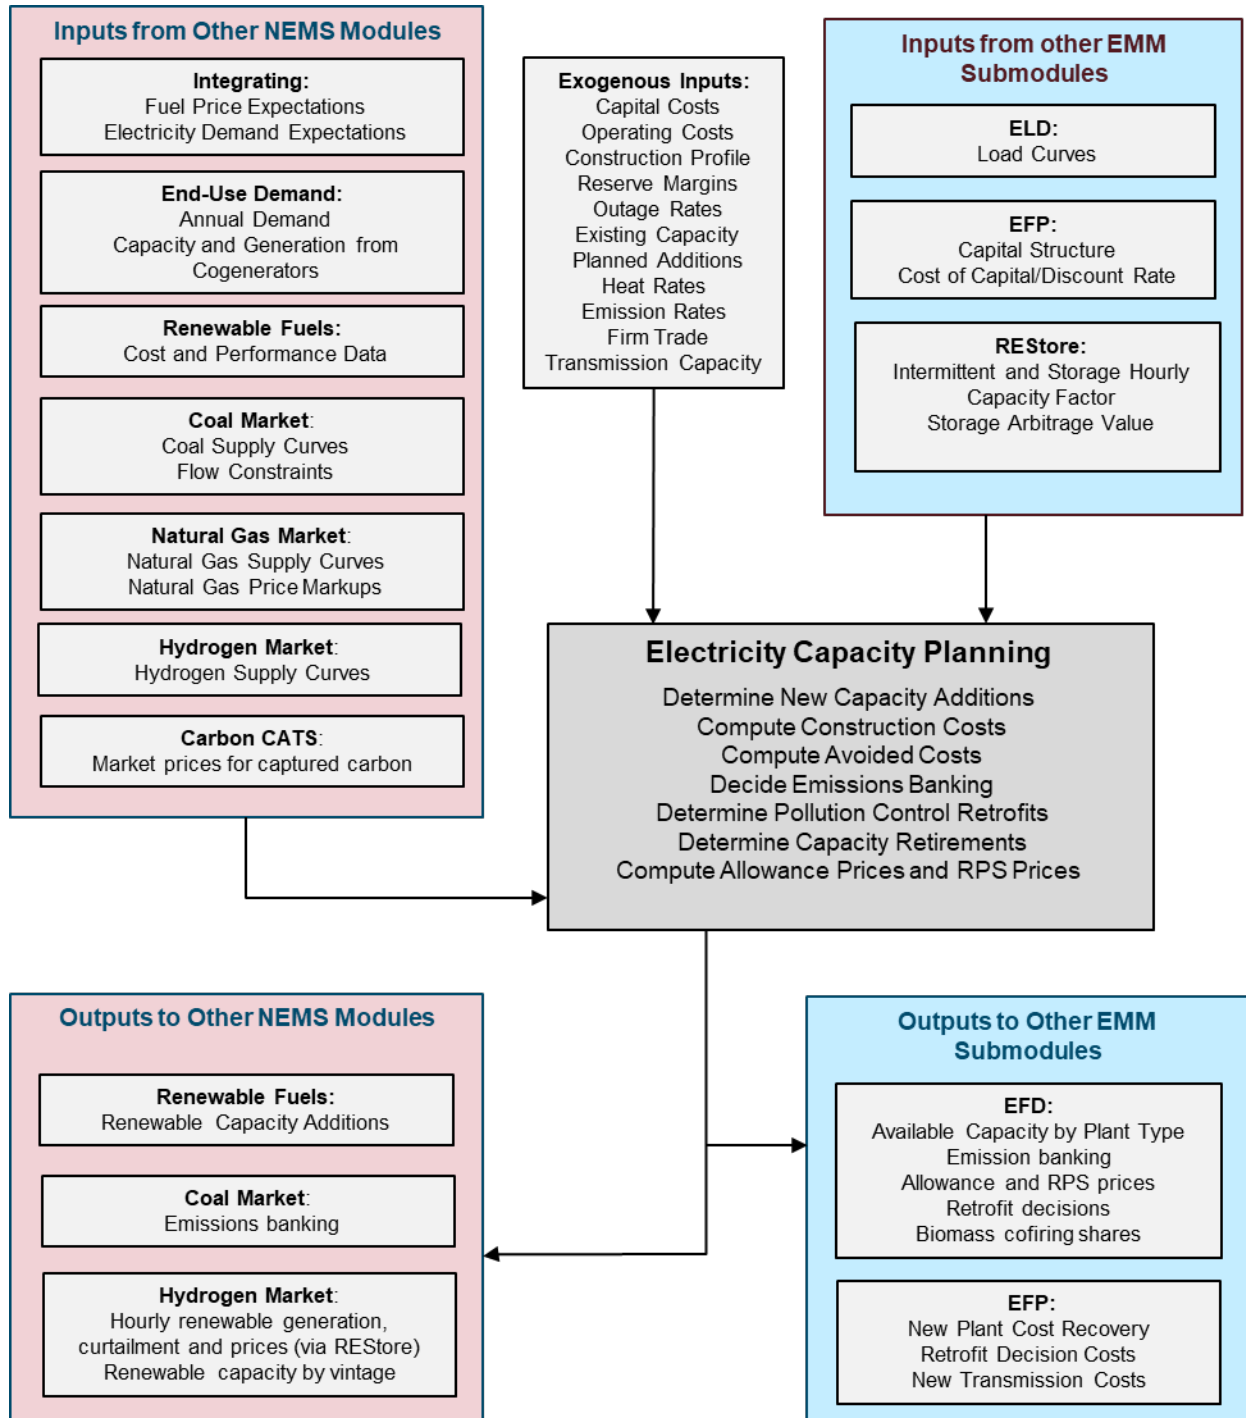 Inputs from Other NEMS Modules
Integrating:
Fuel Price Expectations
Electricity Demand Expectations
End-Use Demand:
Annual Demand
Capacity and Generation from
Cogenerators
Renewable Fuels:
Cost and Performance Data
Coal Market:
Coal Supply Curves
Flow Constraints
Natural Gas Market:
Natural Gas Supply Curves
Natural Gas Price Markups
Hydrogen Market:
Hydrogen Supply Curves
Carbon CATS:
Market prices for captured carbon
Exogenous Inputs:
Capital Costs
Operating Costs
Construction Profile
Reserve Margins
Outage Rates
Existing Capacity
Planned Additions
Heat Rates
Emission Rates
Firm Trade
Transmission Capacity
Inputs from other EMM
Submodules
ELD:
Load Curves
EFP:
Capital Structure
Cost of Capital/Discount Rate
REStore:
Intermittent and Storage Hourly
Capacity Factor
Storage Arbitrage Value
Electricity Capacity Planning
Determine New Capacity Additions
Compute Construction Costs
Compute Avoided Costs
Decide Emissions Banking
Determine Pollution Control Retrofits
Determine Capacity Retirements
Compute Allowance Prices and RPS Prices
Outputs to Other NEMS Modules
Renewable Fuels:
Renewable Capacity Additions
Coal Market:
Emissions banking
Hydrogen Market:
Hourly renewable generation,
curtailment and prices (via REStore)
Renewable capacity by vintage
Outputs to Other EMM
Submodules
EFD:
Available Capacity by Plant Type
Emission banking
Allowance and RPS prices
Retrofit decisions
Biomass cofiring shares
EFP:
New Plant Cost Recovery
Retrofit Decision Costs
New Transmission Costs